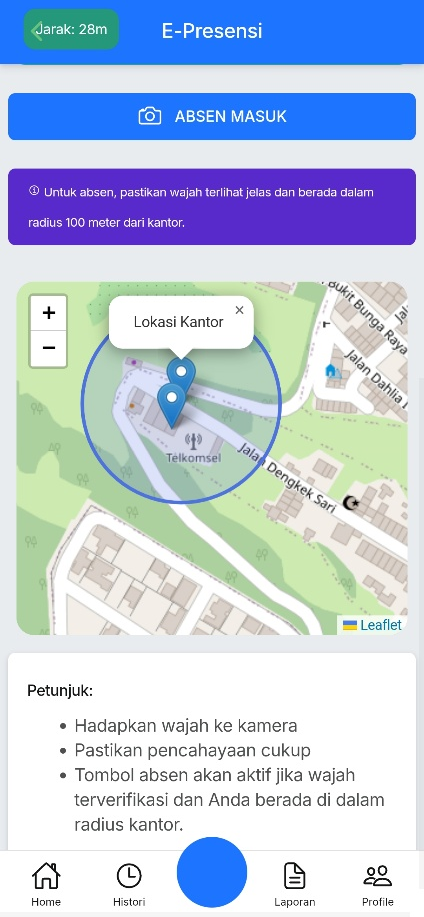 Jarak: 28m
E-Presensi
ABSEN MASUK
Untuk absen, pastikan wajah terlihat jelas dan berada dalam
radius 100 meter dari kantor.
+
−
Lokasi Kantor
×
Bukit Bunga Raya
Jalan Dahlia
Telkomsel
Jalan Dengkek Sari
Leaflet
Petunjuk:
• Hadapkan wajah ke kamera
• Pastikan pencahayaan cukup
• Tombol absen akan aktif jika wajah
terverifikasi dan Anda berada di dalam
radius kantor.
Home
Histori
Laporan
Profile